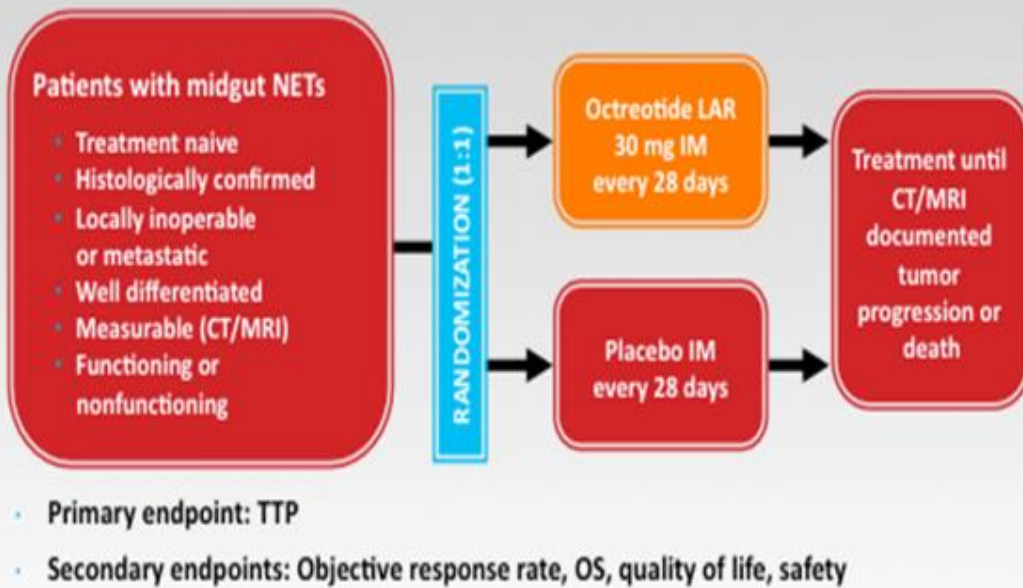 Patients with midgut NETs
Treatment naive
Histologically confirmed
Locally inoperable
or metastatic
Well differentiated
Measurable (CT/MRI)
Functioning or
nonfunctioning
RANDOMIZATION (1:1)
Octreotide LAR
30 mg IM
every 28 days
Placebo IM
every 28 days
Treatment until
CT/MRI
documented
tumor
progression or
death
Primary endpoint: TTP
Secondary endpoints: Objective response rate, OS, quality of life, safety